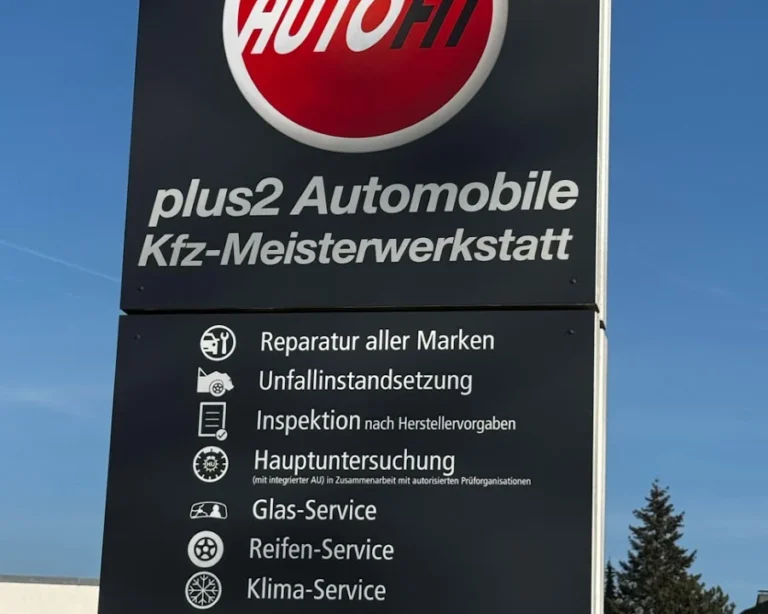 AUTOFIT
plus2 Automobile
Kfz-Meisterwerkstatt
Reparatur aller Marken
Unfallinstandsetzung
Inspektion nach Herstellervorgaben
Hauptuntersuchung
(mit integrierter AU) in Zusammenarbeit mit autorisierten Prüforganisationen
Glas-Service
Reifen-Service
Klima-Service